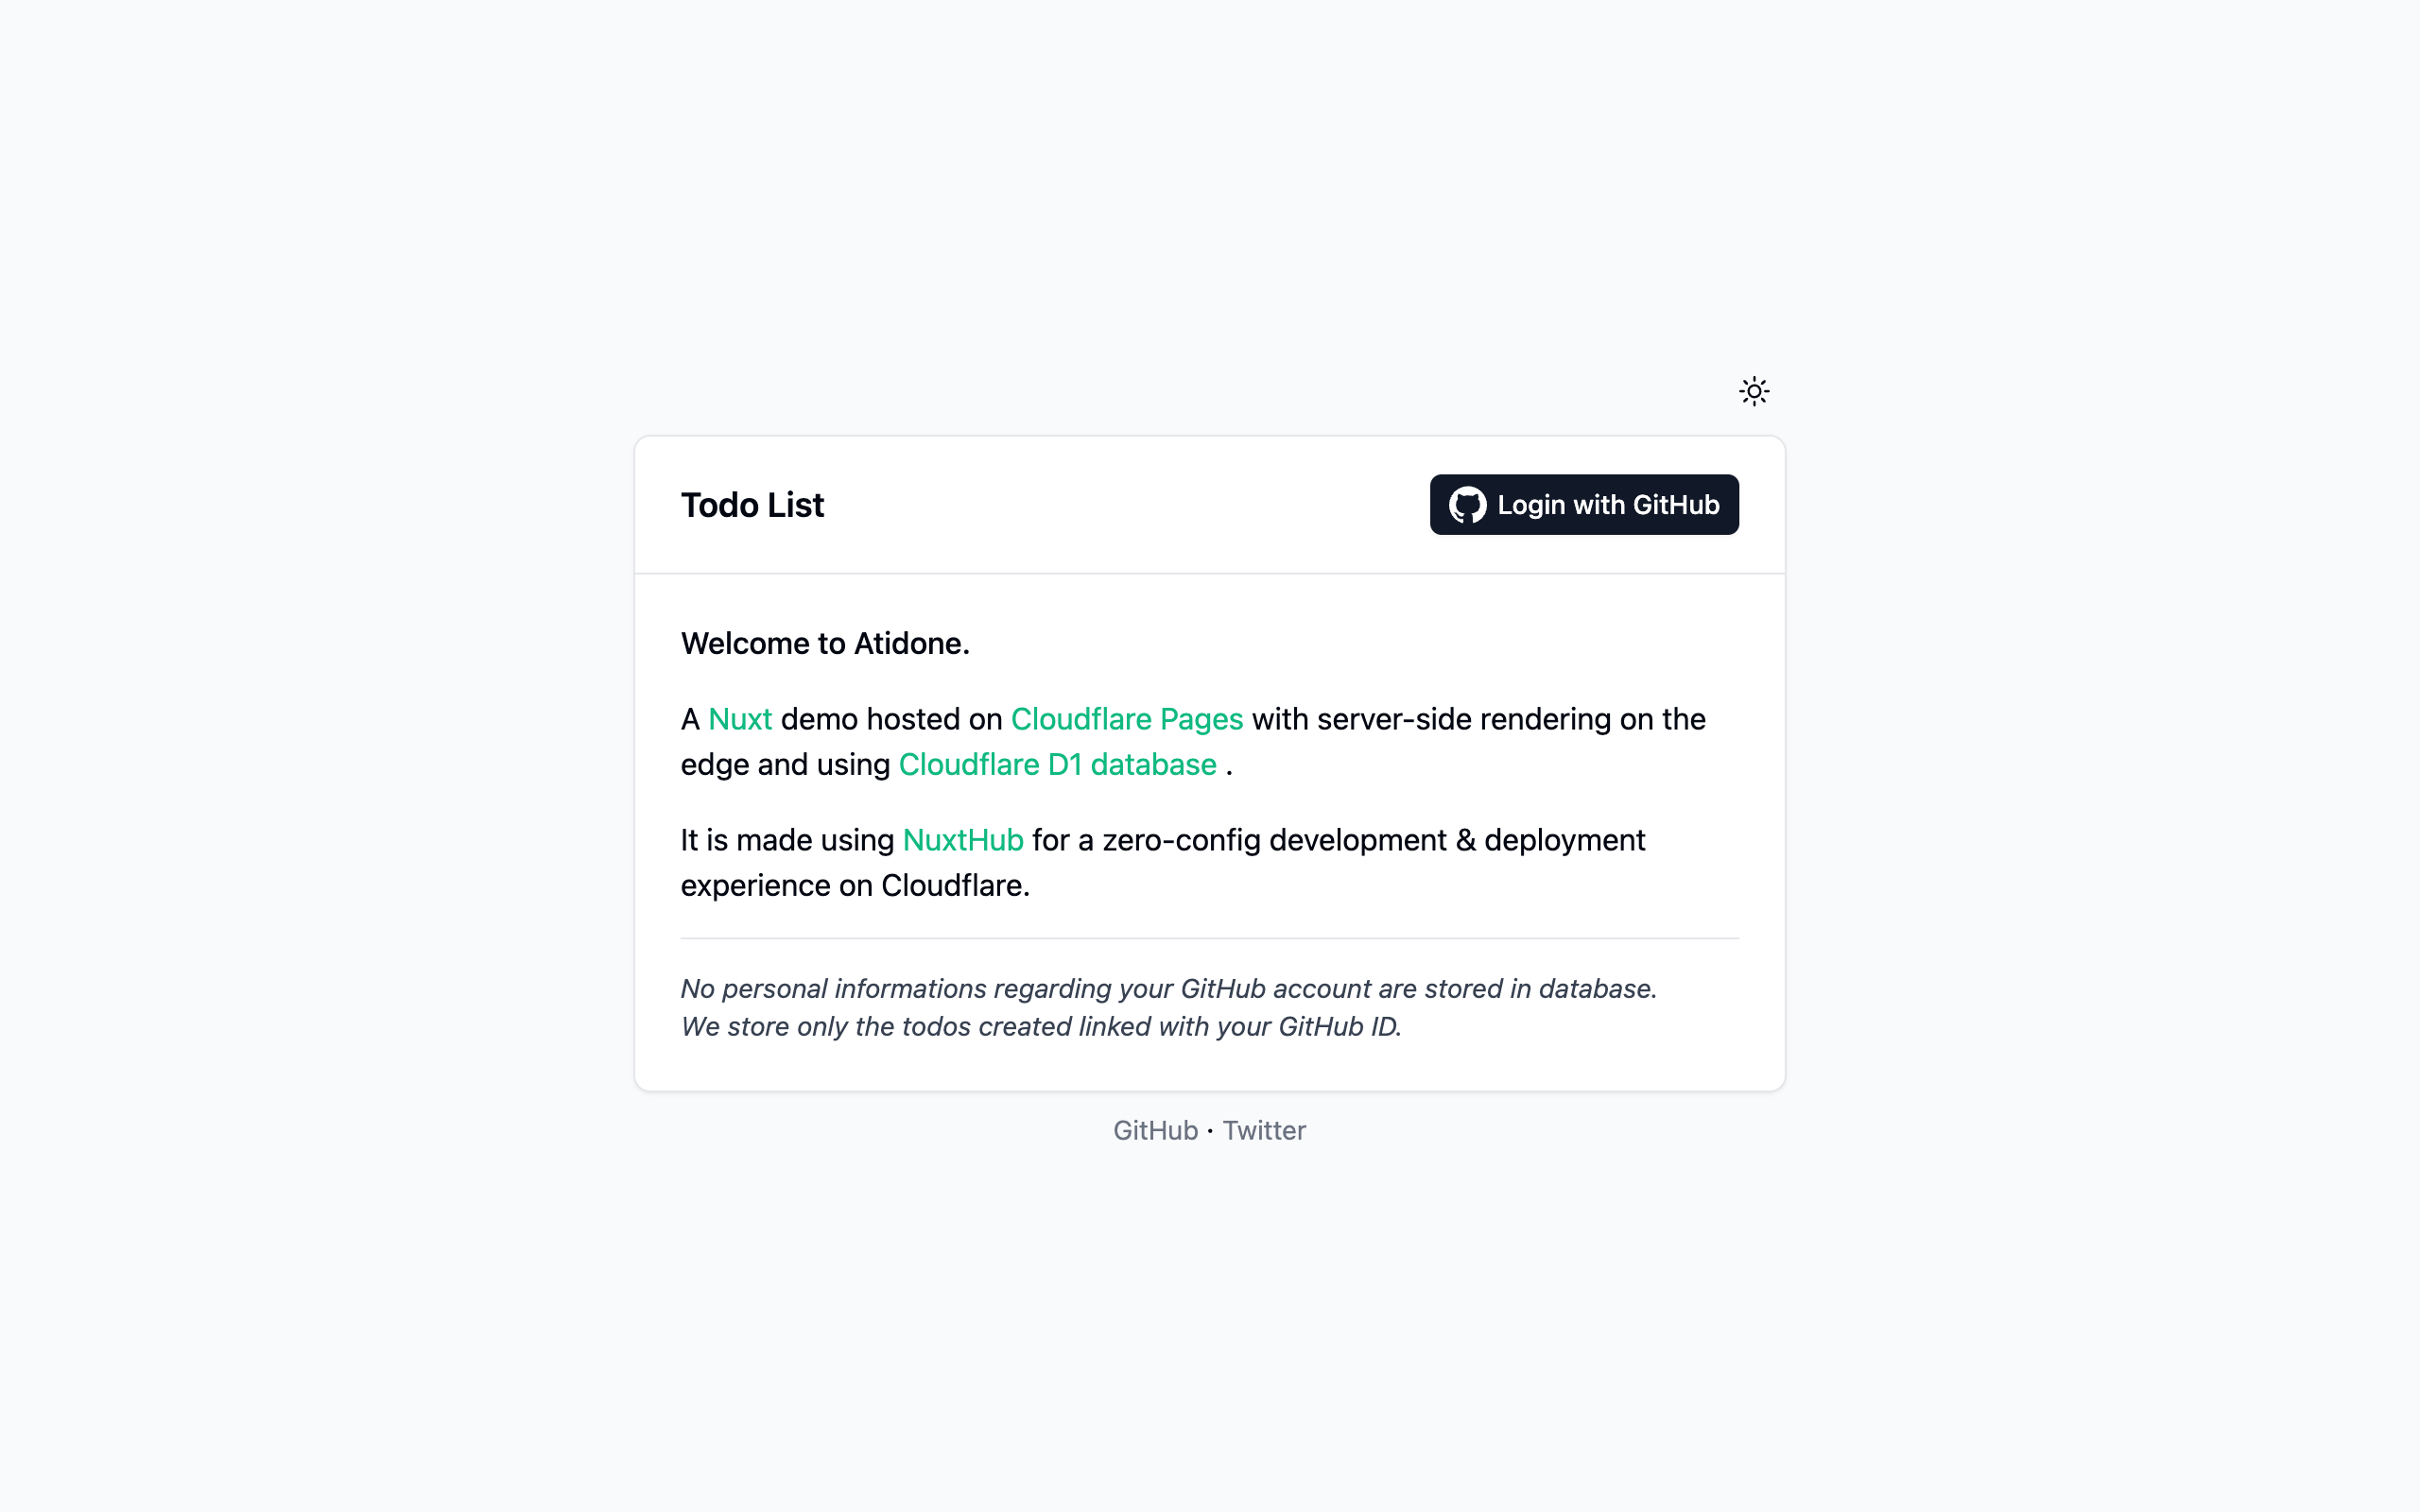 Todo List
Login with GitHub
Welcome to Atidone.
A Nuxt demo hosted on Cloudflare Pages with server-side rendering on the
edge and using Cloudflare D1 database .
It is made using NuxtHub for a zero-config development & deployment
experience on Cloudflare.
No personal informations regarding your GitHub account are stored in database.
We store only the todos created linked with your GitHub ID.
GitHub · Twitter